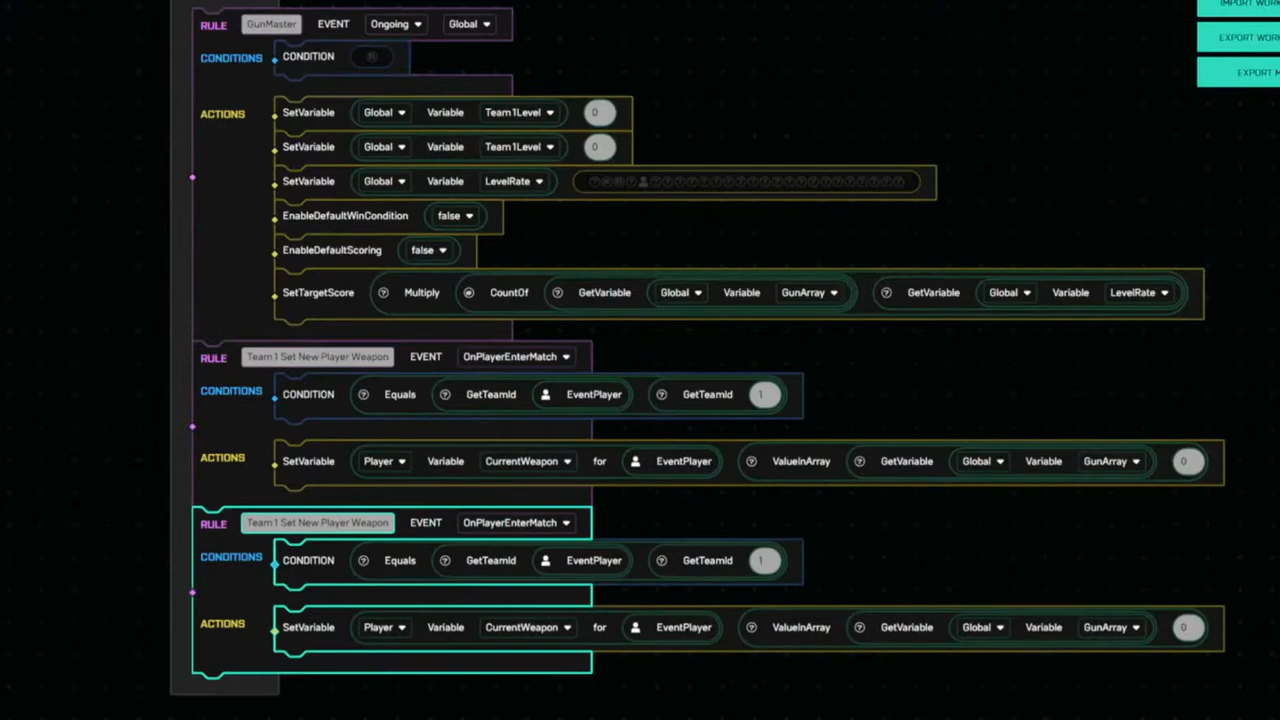 IMPORT WORK
RULE GunMaster EVENT Ongoing Global
EXPORT WORK
CONDITIONS CONDITION
EXPORT M
ACTIONS SetVariable Global Variable Team1Level 0
SetVariable Global Variable Team1Level 0
SetVariable Global Variable LevelRate
EnableDefaultWinCondition false
EnableDefaultScoring false
SetTargetScore Multiply CountOf GetVariable Global Variable GunArray GetVariable Global Variable LevelRate
RULE Team 1 Set New Player Weapon EVENT OnPlayerEnterMatch
CONDITIONS CONDITION Equals GetTeamId EventPlayer GetTeamId 1
ACTIONS SetVariable Player Variable CurrentWeapon for EventPlayer ValueInArray GetVariable Global Variable GunArray 0
RULE Team 1 Set New Player Weapon EVENT OnPlayerEnterMatch
CONDITIONS CONDITION Equals GetTeamId EventPlayer GetTeamId 1
ACTIONS SetVariable Player Variable CurrentWeapon for EventPlayer ValueInArray GetVariable Global Variable GunArray 0